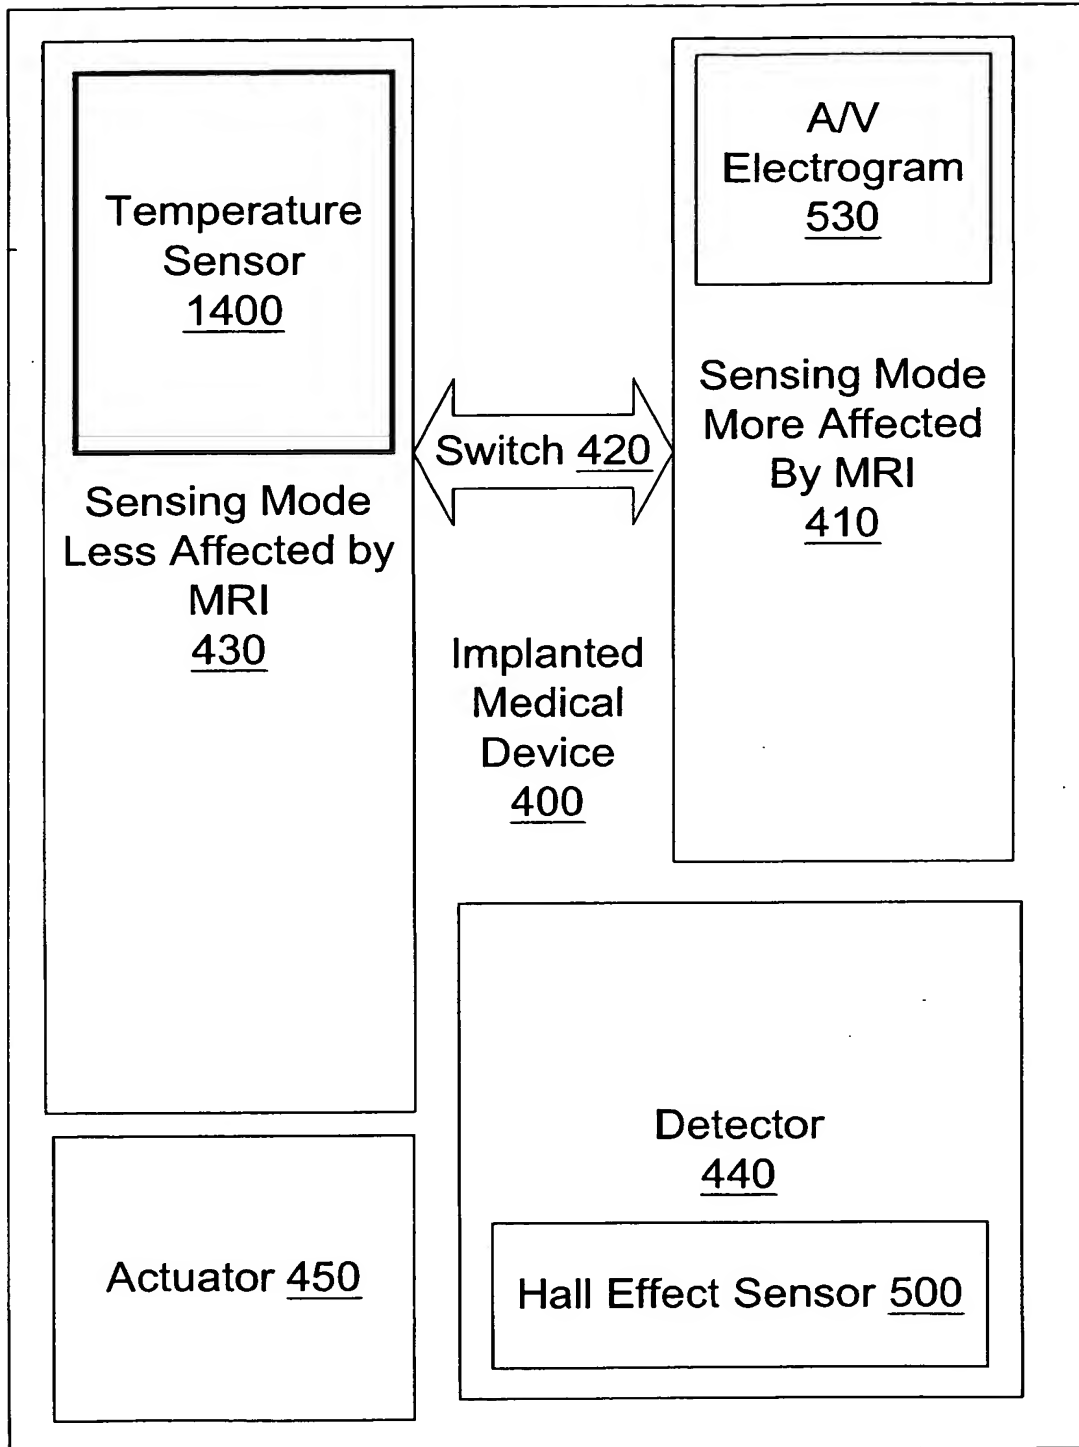 Temperature
Sensor
1400
Sensing Mode
Less Affected by
MRI
430
Switch 420
A/V
Electrogram
530
Sensing Mode
More Affected
By MRI
410
Implanted
Medical
Device
400
Detector
440
Hall Effect Sensor 500
Actuator 450